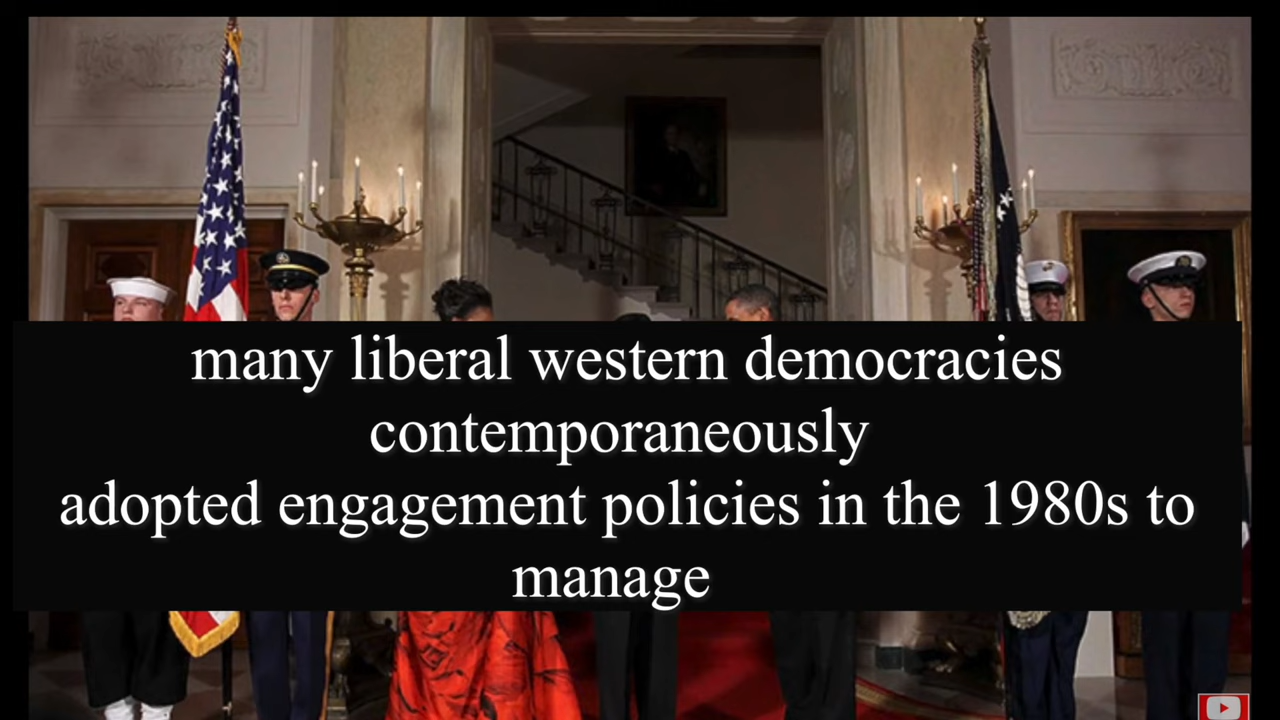 many liberal western democracies
contemporaneously
adopted engagement policies in the 1980s to
manage